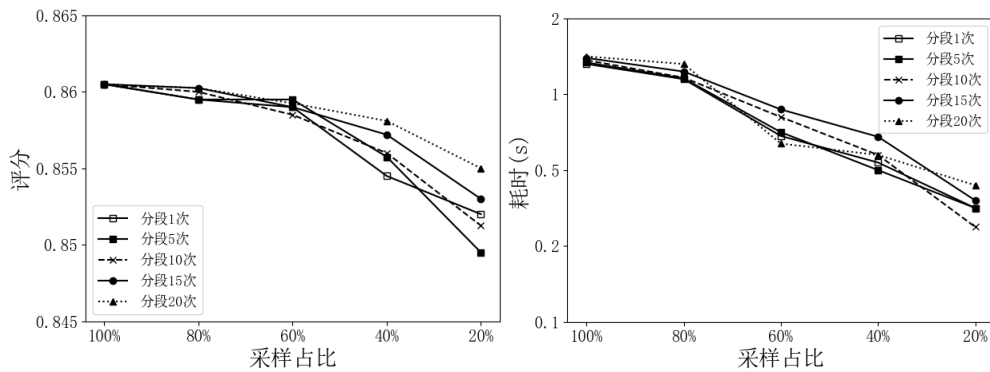 0.865
0.86
0.855
0.85
0.845
评分
分段1次
分段5次
分段10次
分段15次
分段20次
100%
80%
60%
40%
20%
采样占比
2
1
0.5
0.2
0.1
耗时(s)
分段1次
分段5次
分段10次
分段15次
分段20次
100%
80%
60%
40%
20%
采样占比